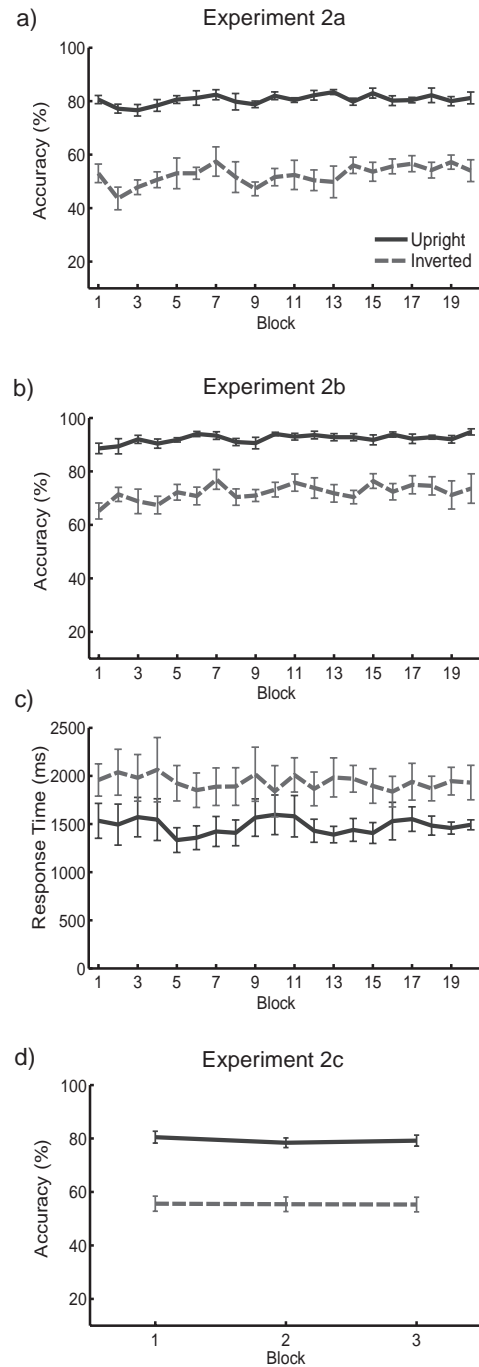 a)
Experiment 2a
Accuracy (%)
100
80
60
40
20
Upright
Inverted
1 3 5 7 9 11 13 15 17 19
Block
b)
Experiment 2b
Accuracy (%)
100
80
60
40
20
1 3 5 7 9 11 13 15 17 19
Block
c)
Response Time (ms)
2500
2000
1500
1000
500
0
1 3 5 7 9 11 13 15 17 19
Block
d)
Experiment 2c
Accuracy (%)
100
80
60
40
20
1 2 3
Block